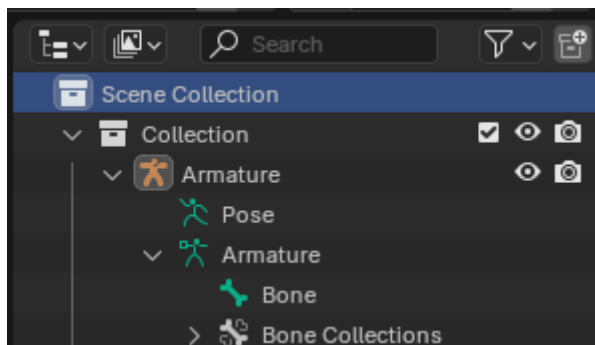 Search
Scene Collection
Collection
Armature
Pose
Armature
Bone
Bone Collections